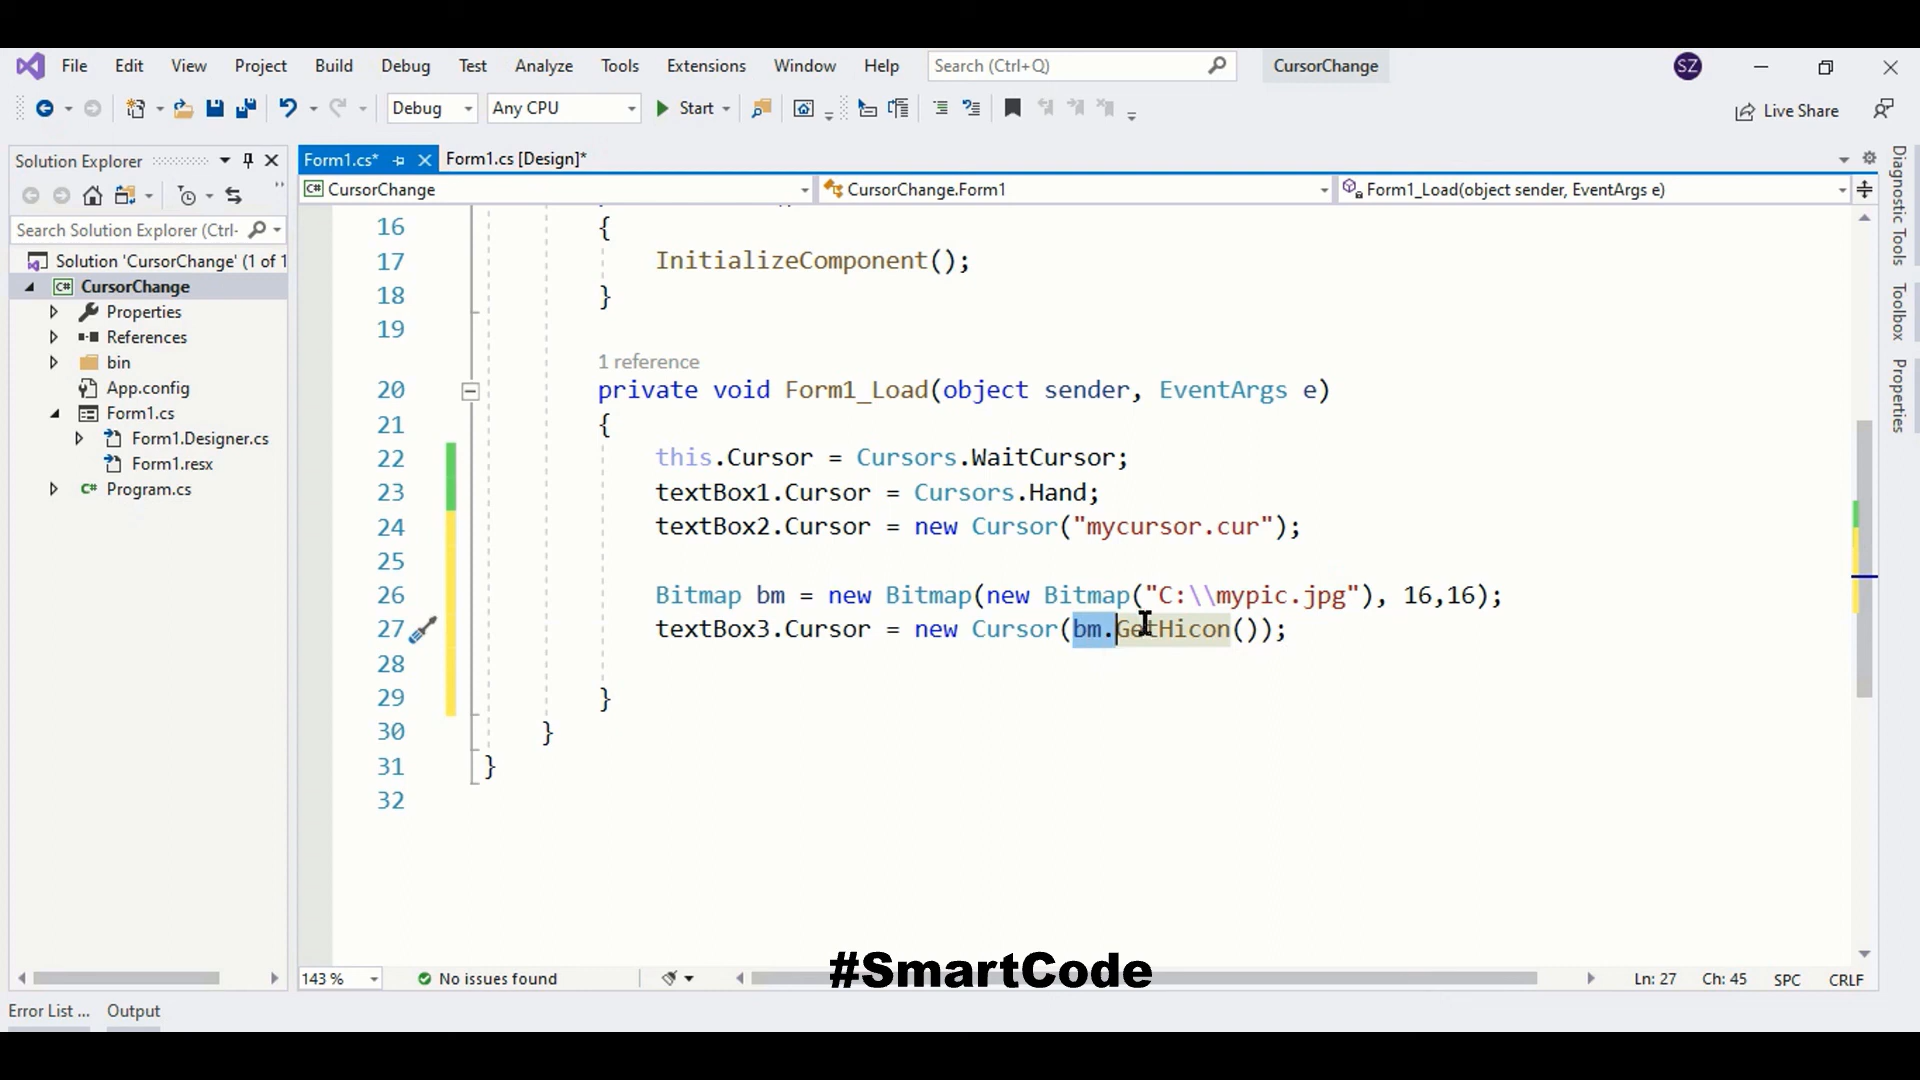 File Edit View Project Build Debug Test Analyze Tools Extensions Window Help Search (Ctrl+Q) CursorChange SZ
Debug Any CPU Start Live Share
Solution Explorer
Form1.cs* Form1.cs [Design]*
CursorChange CursorChange.Form1 Form1_Load(object sender, EventArgs e)
Search Solution Explorer (Ctrl-
Solution 'CursorChange' (1 of 1
CursorChange
Properties
References
bin
App.config
Form1.cs
Form1.Designer.cs
Form1.resx
Program.cs
16 {
17 InitializeComponent();
18 }
19
1 reference
20 private void Form1_Load(object sender, EventArgs e)
21 {
22 this.Cursor = Cursors.WaitCursor;
23 textBox1.Cursor = Cursors.Hand;
24 textBox2.Cursor = new Cursor("mycursor.cur");
25
26 Bitmap bm = new Bitmap(new Bitmap("C:\\mypic.jpg"), 16,16);
27 textBox3.Cursor = new Cursor(bm.GetHicon());
28
29 }
30 }
31 }
32
Diagnostic Tools
Toolbox
Properties
143 % No issues found Ln: 27 Ch: 45 SPC CRLF
#SmartCode
Error List ... Output